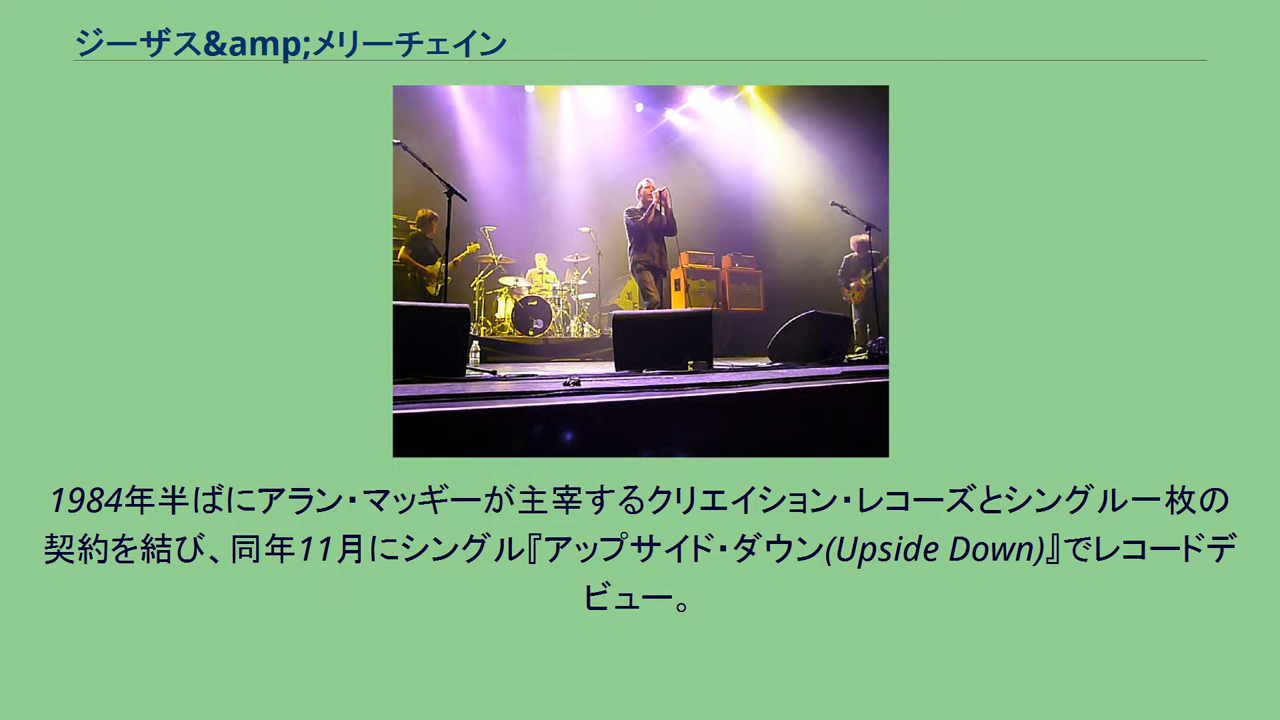 ジーザス&amp;メリーチェイン
1984年半ばにアラン・マッギーが主宰するクリエイション・レコーズとシングル一枚の
契約を結び、同年11月にシングル『アップサイド・ダウン(Upside Down)』でレコードデ
ビュー。